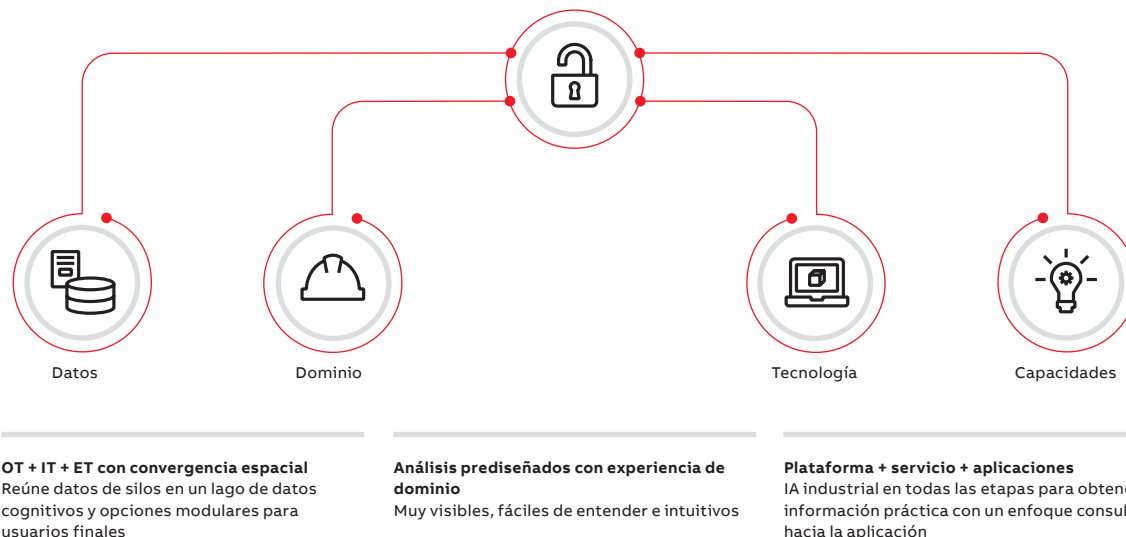 Datos
Dominio
Tecnología
Capacidades
OT + IT + ET con convergencia espacial
Reúne datos de silos en un lago de datos
cognitivos y opciones modulares para
usuarios finales
Análisis prediseñados con experiencia de
dominio
Muy visibles, fáciles de entender e intuitivos
Plataforma + servicio + aplicaciones
IA industrial en todas las etapas para
información práctica con un enfoque
hacia la aplicación